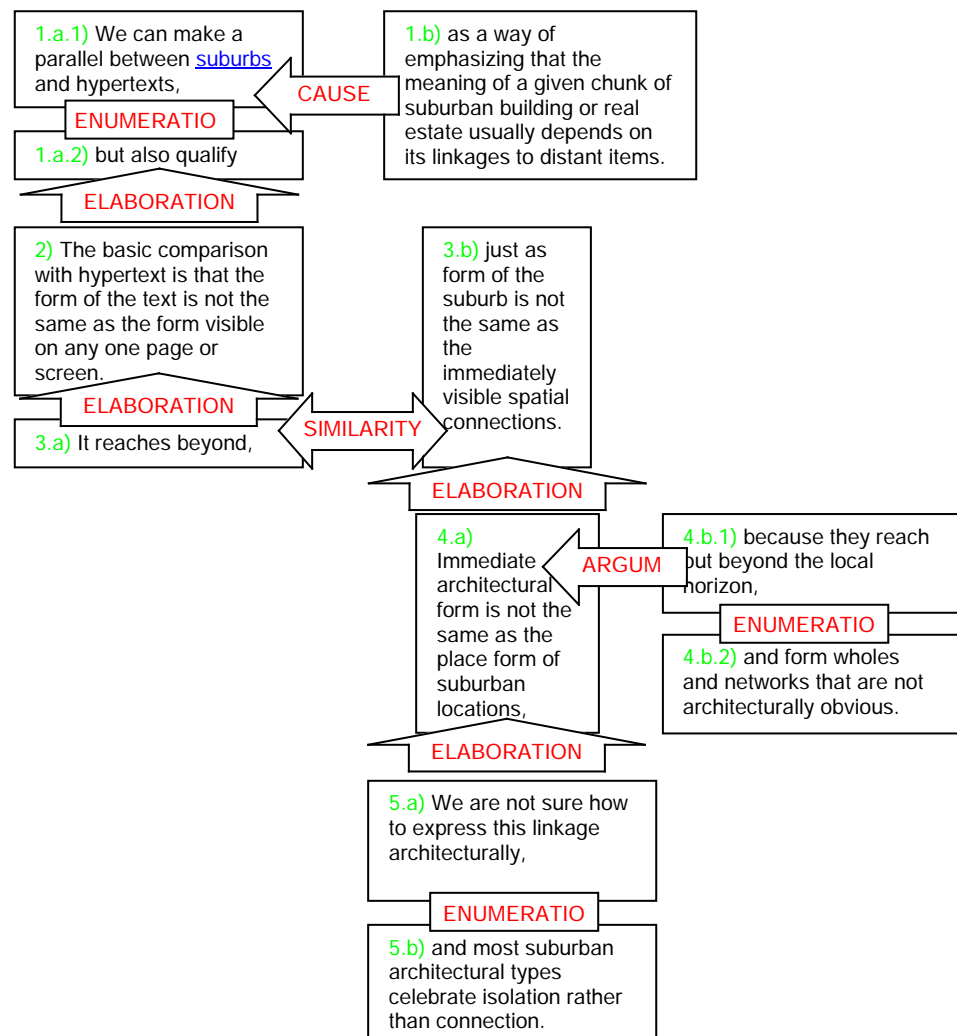 1.a.1) We can make a
parallel between suburbs
and hypertexts,
CAUSE
1.b) as a way of
emphasizing that the
meaning of a given chunk of
suburban building or real
estate usually depends on
its linkages to distant items.
ENUMERATIO
1.a.2) but also qualify
ELABORATION
2) The basic comparison
with hypertext is that the
form of the text is not the
same as the form visible
on any one page or
screen.
ELABORATION
3.a) It reaches beyond,
SIMILARITY
3.b) just as
form of the
suburb is not
the same as
the
immediately
visible spatial
connections.
ELABORATION
4.a)
Immediate
architectural
form is not the
same as the
place form of
suburban
locations,
ARGUM
4.b.1) because they reach
out beyond the local
horizon,
ENUMERATIO
4.b.2) and form wholes
and networks that are not
architecturally obvious.
ELABORATION
5.a) We are not sure how
to express this linkage
architecturally,
ENUMERATIO
5.b) and most suburban
architectural types
celebrate isolation rather
than connection.